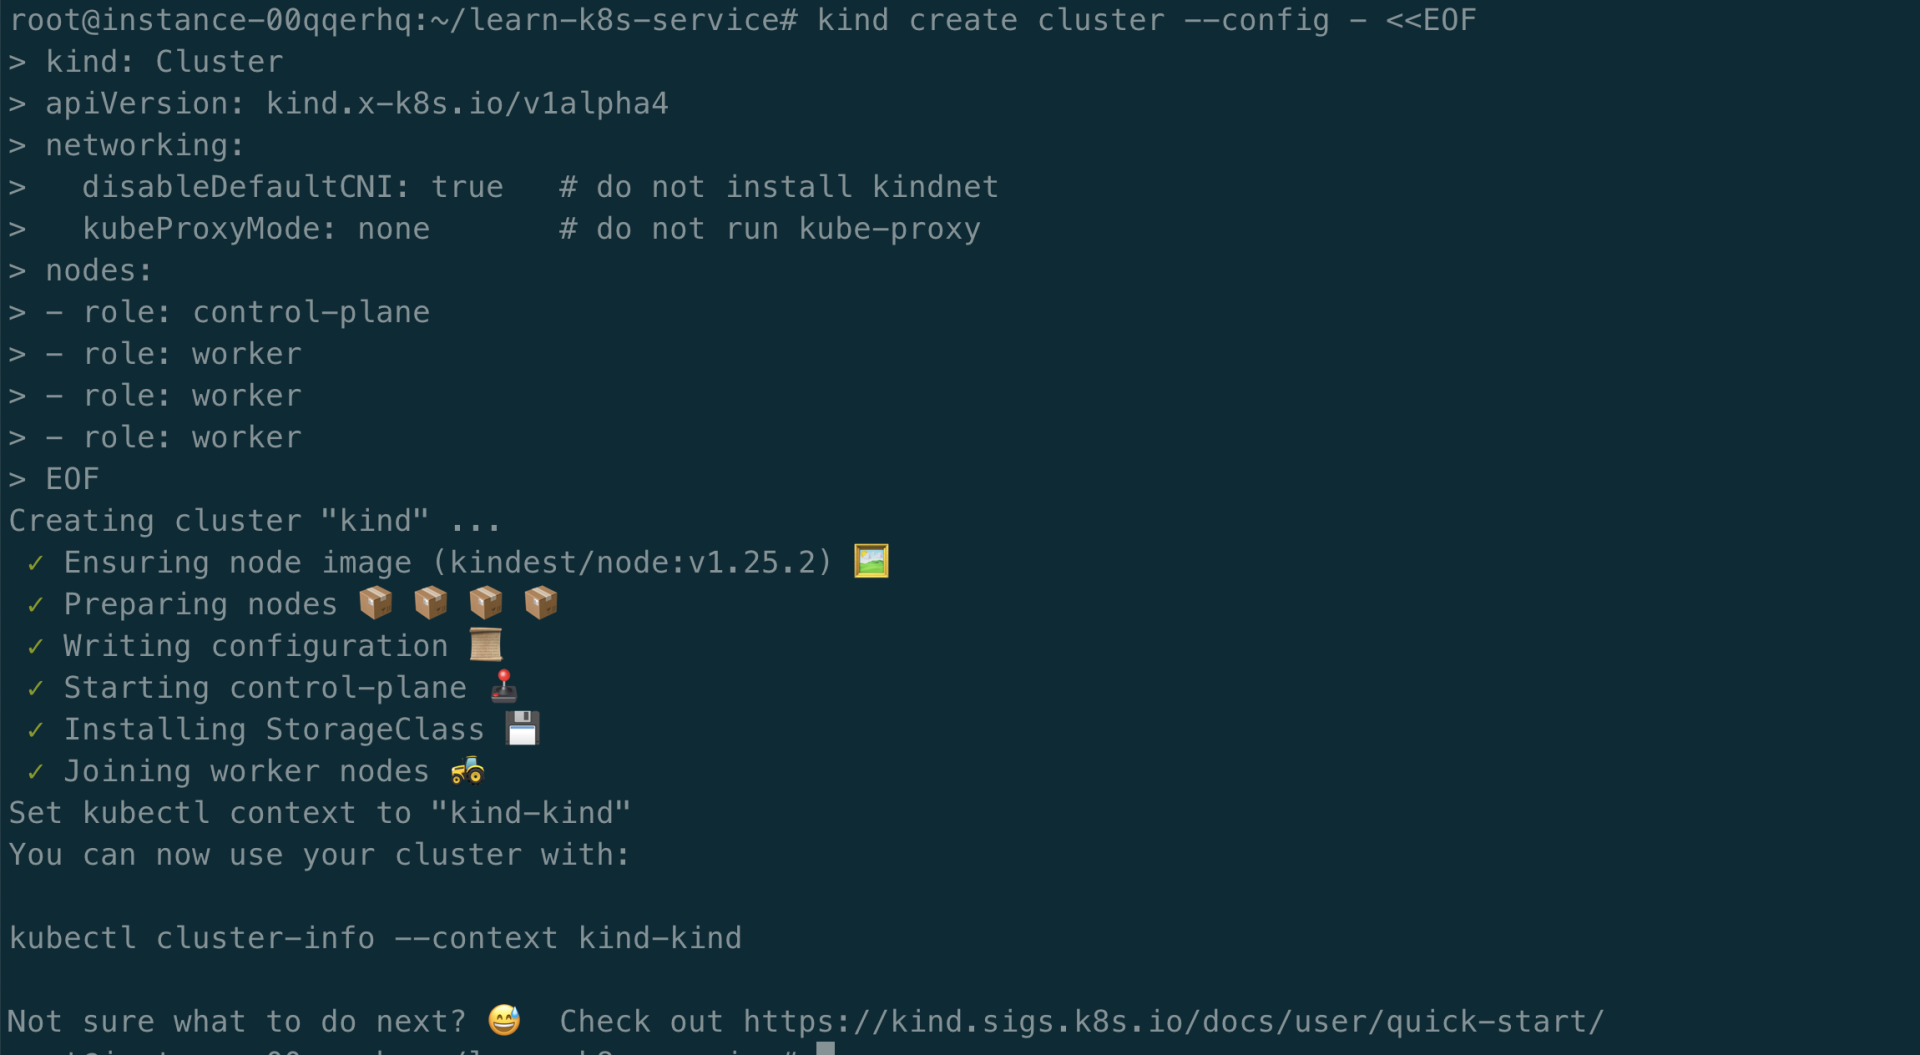 root@instance-00qqerhq:~/learn-k8s-service# kind create cluster --config - <<EOF
> kind: Cluster
> apiVersion: kind.x-k8s.io/v1alpha4
> networking:
>   disableDefaultCNI: true   # do not install kindnet
>   kubeProxyMode: none       # do not run kube-proxy
> nodes:
> - role: control-plane
> - role: worker
> - role: worker
> - role: worker
> EOF
Creating cluster "kind" ...
 ✓ Ensuring node image (kindest/node:v1.25.2) 🖼
 ✓ Preparing nodes 📦 📦 📦 📦
 ✓ Writing configuration 📜
 ✓ Starting control-plane 🕹️
 ✓ Installing StorageClass 💾
 ✓ Joining worker nodes 🚜
Set kubectl context to "kind-kind"
You can now use your cluster with:

kubectl cluster-info --context kind-kind

Not sure what to do next? 😅  Check out https://kind.sigs.k8s.io/docs/user/quick-start/